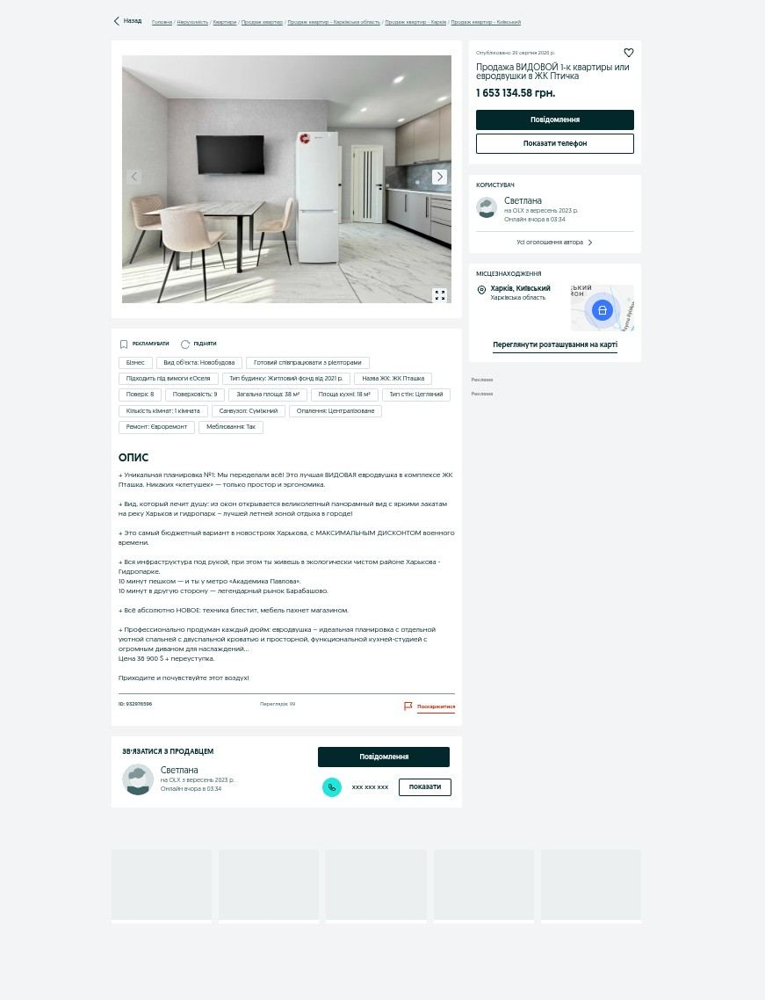 Назад
Головна / Нерухомість / Квартири / Продаж квартир / Продаж квартир - Харківська область / Продаж квартир - Харків / Продаж квартир - Київський
Опубліковано 29 серпня 2026 р.
Продажа ВИДОВОЙ 1-к квартиры или
евродвушки в ЖК Птичка
1 653 134.58 грн.
Повідомлення
Показати телефон
КОРИСТУВАЧ
Светлана
на OLX з вересень 2023 р.
Онлайн вчора в 03:34
Усі оголошення автора
МІСЦЕЗНАХОДЖЕННЯ
Харків, Київський
Харківська область
Переглянути розташування на карті
Реклама
Реклама
РЕКЛАМУВАТИ
ПІДНЯТИ
Бізнес
Вид об'єкта: Новобудова
Готовий співпрацювати з рієлторами
Підходить під вимоги єОселя
Тип будинку: Житловий фонд від 2021 р.
Назва ЖК: ЖК Пташка
Поверх: 8
Поверховість: 9
Загальна площа: 38 м²
Площа кухні: 18 м²
Тип стін: Цегляний
Кількість кімнат: 1 кімната
Санвузол: Суміжний
Опалення: Централізоване
Ремонт: Євроремонт
Меблювання: Так
ОПИС
+ Уникальная планировка №1: Мы переделали всё! Это лучшая ВИДОВАЯ евродвушка в комплексе ЖК
Пташка. Никаких «клетушек» — только простор и эргономика.
+ Вид, который лечит душу: из окон открывается великолепный панорамный вид с яркими закатам
на реку Харьков и гидропарк – лучшей летней зоной отдыха в городе!
+ Это самый бюджетный вариант в новостроях Харькова, с МАКСИМАЛЬНЫМ ДИСКОНТОМ военного
времени.
+ Вся инфраструктура под рукой, при этом ты живешь в экологически чистом районе Харькова -
Гидропарке.
10 минут пешком — и ты у метро «Академика Павлова».
10 минут в другую сторону — легендарный рынок Барабашово.
+ Всё абсолютно НОВОЕ: техника блестит, мебель пахнет магазином.
+ Профессионально продуман каждый дюйм: евродвушка – идеальная планировка с отдельной
уютной спальней с двуспальной кроватью и просторной, функциональной кухней-студией с
огромным диваном для наслаждений...
Цена 36 900 $ + переуступка.
Приходите и почувствуйте этот воздух!
ID: 932976596
Переглядів: 99
Поскаржитися
ЗВ'ЯЗАТИСЯ З ПРОДАВЦЕМ
Светлана
на OLX з вересень 2023 р.
Онлайн вчора в 03:34
Повідомлення
xxx xxx xxx
показати